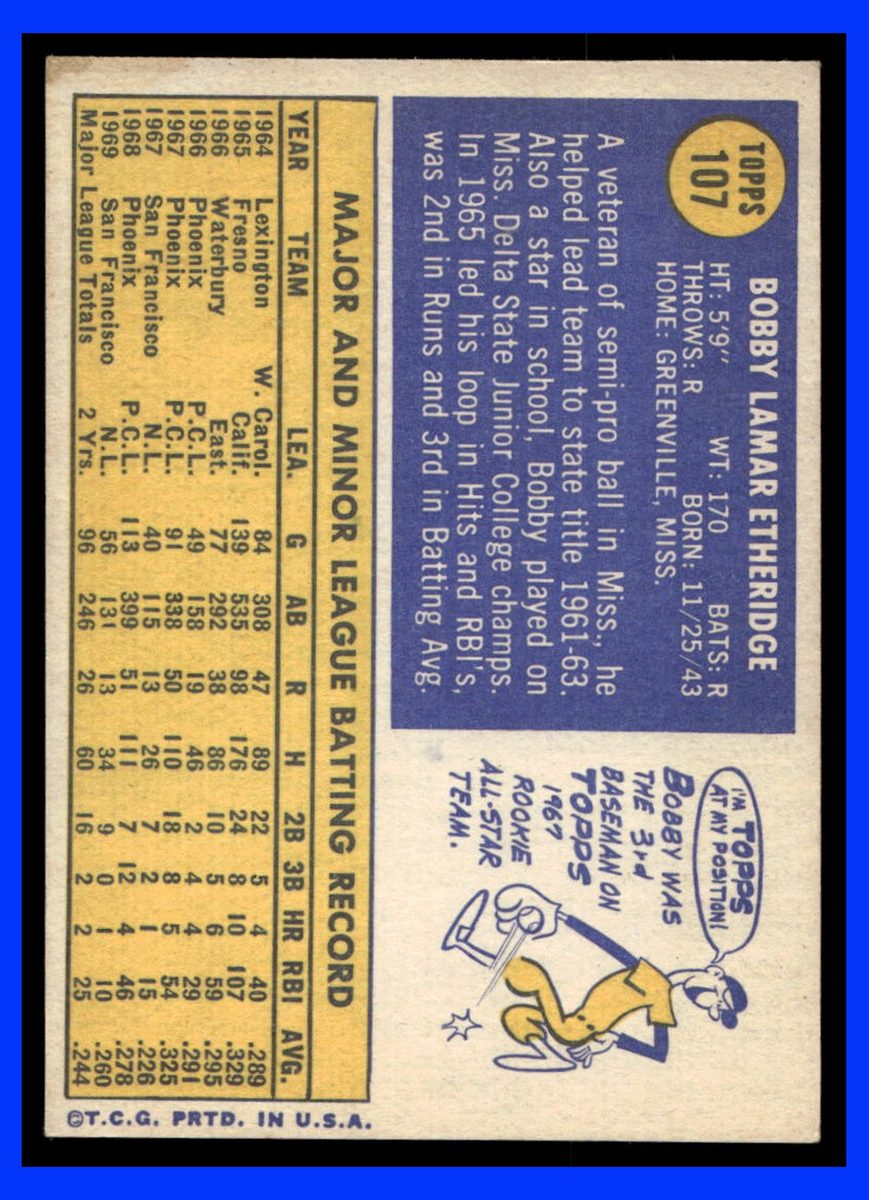 TOPPS
107
BOBBY LAMAR ETHERIDGE
HT: 5'9" WT: 170 BATS: R
THROWS: R BORN: 11/25/43
HOME: GREENVILLE, MISS.
A veteran of semi-pro ball in Miss., he
helped lead team to state title 1961-63.
Also a star in school, Bobby played on
Miss. Delta State Junior College champs.
In 1965 led his loop in Hits and RBI's,
was 2nd in Runs and 3rd in Batting Avg.
I'M TOPPS
AT MY POSITION!
BOBBY WAS
THE 3rd
BASEMAN ON
TOPPS
1967
ROOKIE
ALL-STAR
TEAM.
MAJOR AND MINOR LEAGUE BATTING RECORD
YEAR TEAM LEA. G AB R H 2B 3B HR RBI AVG.
1964 Lexington W. Carol. 84 308 47 89 22 5 4 40 .289
1965 Fresno Calif. 139 535 98 176 24 8 10 107 .329
1966 Waterbury East. 77 292 38 86 10 5 6 59 .295
1966 Phoenix P.C.L. 49 158 19 46 2 4 4 29 .291
1967 Phoenix P.C.L. 91 338 50 110 18 8 5 54 .325
1967 San Francisco N.L. 40 115 13 26 7 2 1 15 .226
1968 Phoenix P.C.L. 113 399 51 111 7 12 4 46 .278
1969 San Francisco N.L. 56 131 13 34 9 0 1 10 .260
Major League Totals 2 Yrs. 96 246 26 60 16 2 2 25 .244
©T.C.G. PRTD. IN U.S.A.